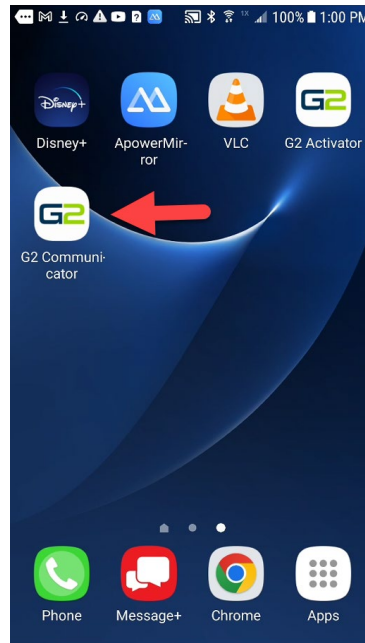 1X 100% 1:00 PM
Disney+
Disney+ ApowerMir-
ror VLC G2 Activator
G2
G2
G2 Communi-
cator
Phone Message+ Chrome Apps